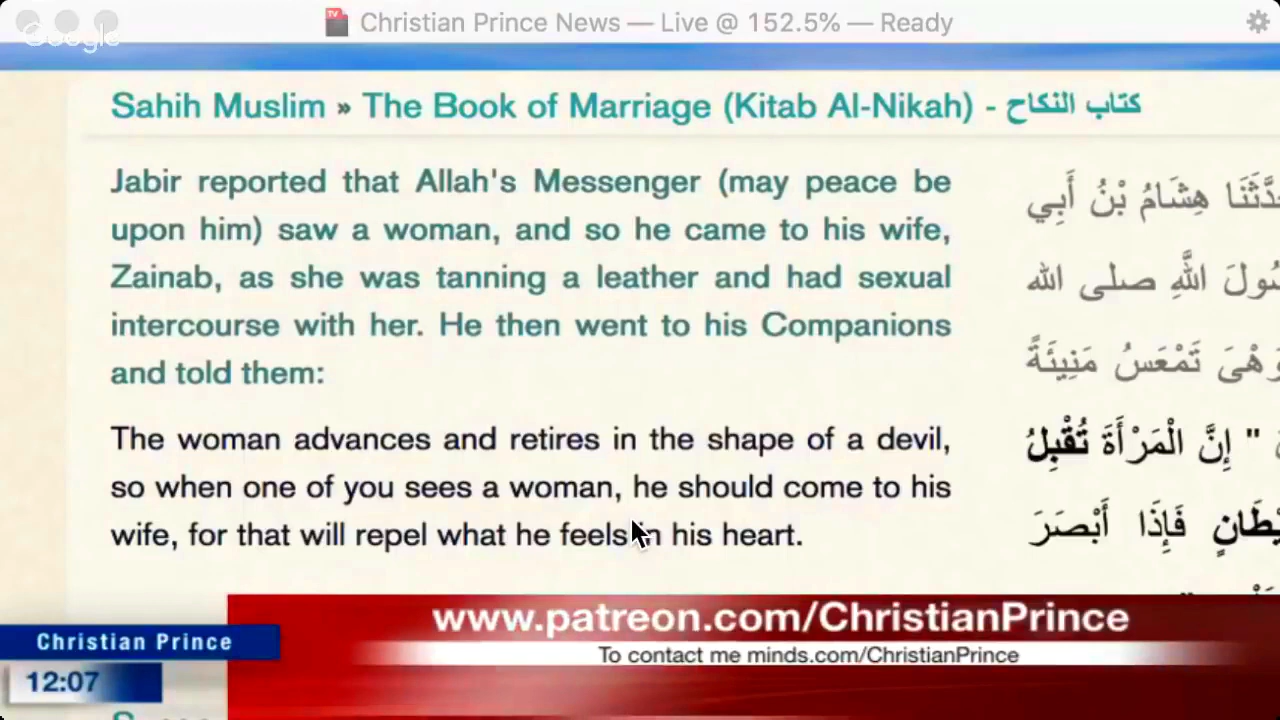 Christian Prince News — Live @ 152.5% — Ready
Google
Sahih Muslim » The Book of Marriage (Kitab Al-Nikah) - كتاب النكاح
Jabir reported that Allah's Messenger (may peace be
upon him) saw a woman, and so he came to his wife,
Zainab, as she was tanning a leather and had sexual
intercourse with her. He then went to his Companions
and told them:
The woman advances and retires in the shape of a devil,
so when one of you sees a woman, he should come to his
wife, for that will repel what he feels in his heart.
هِشَامُ بْنُ أَبِي
اللَّهِ صلى الله
تَمْعَسُ مَنِيئَةً
" إِنَّ الْمَرْأَةَ تُقْبِلُ
فَإِذَا أَبْصَرَ
www.patreon.com/ChristianPrince
To contact me minds.com/ChristianPrince
Christian Prince
12:07